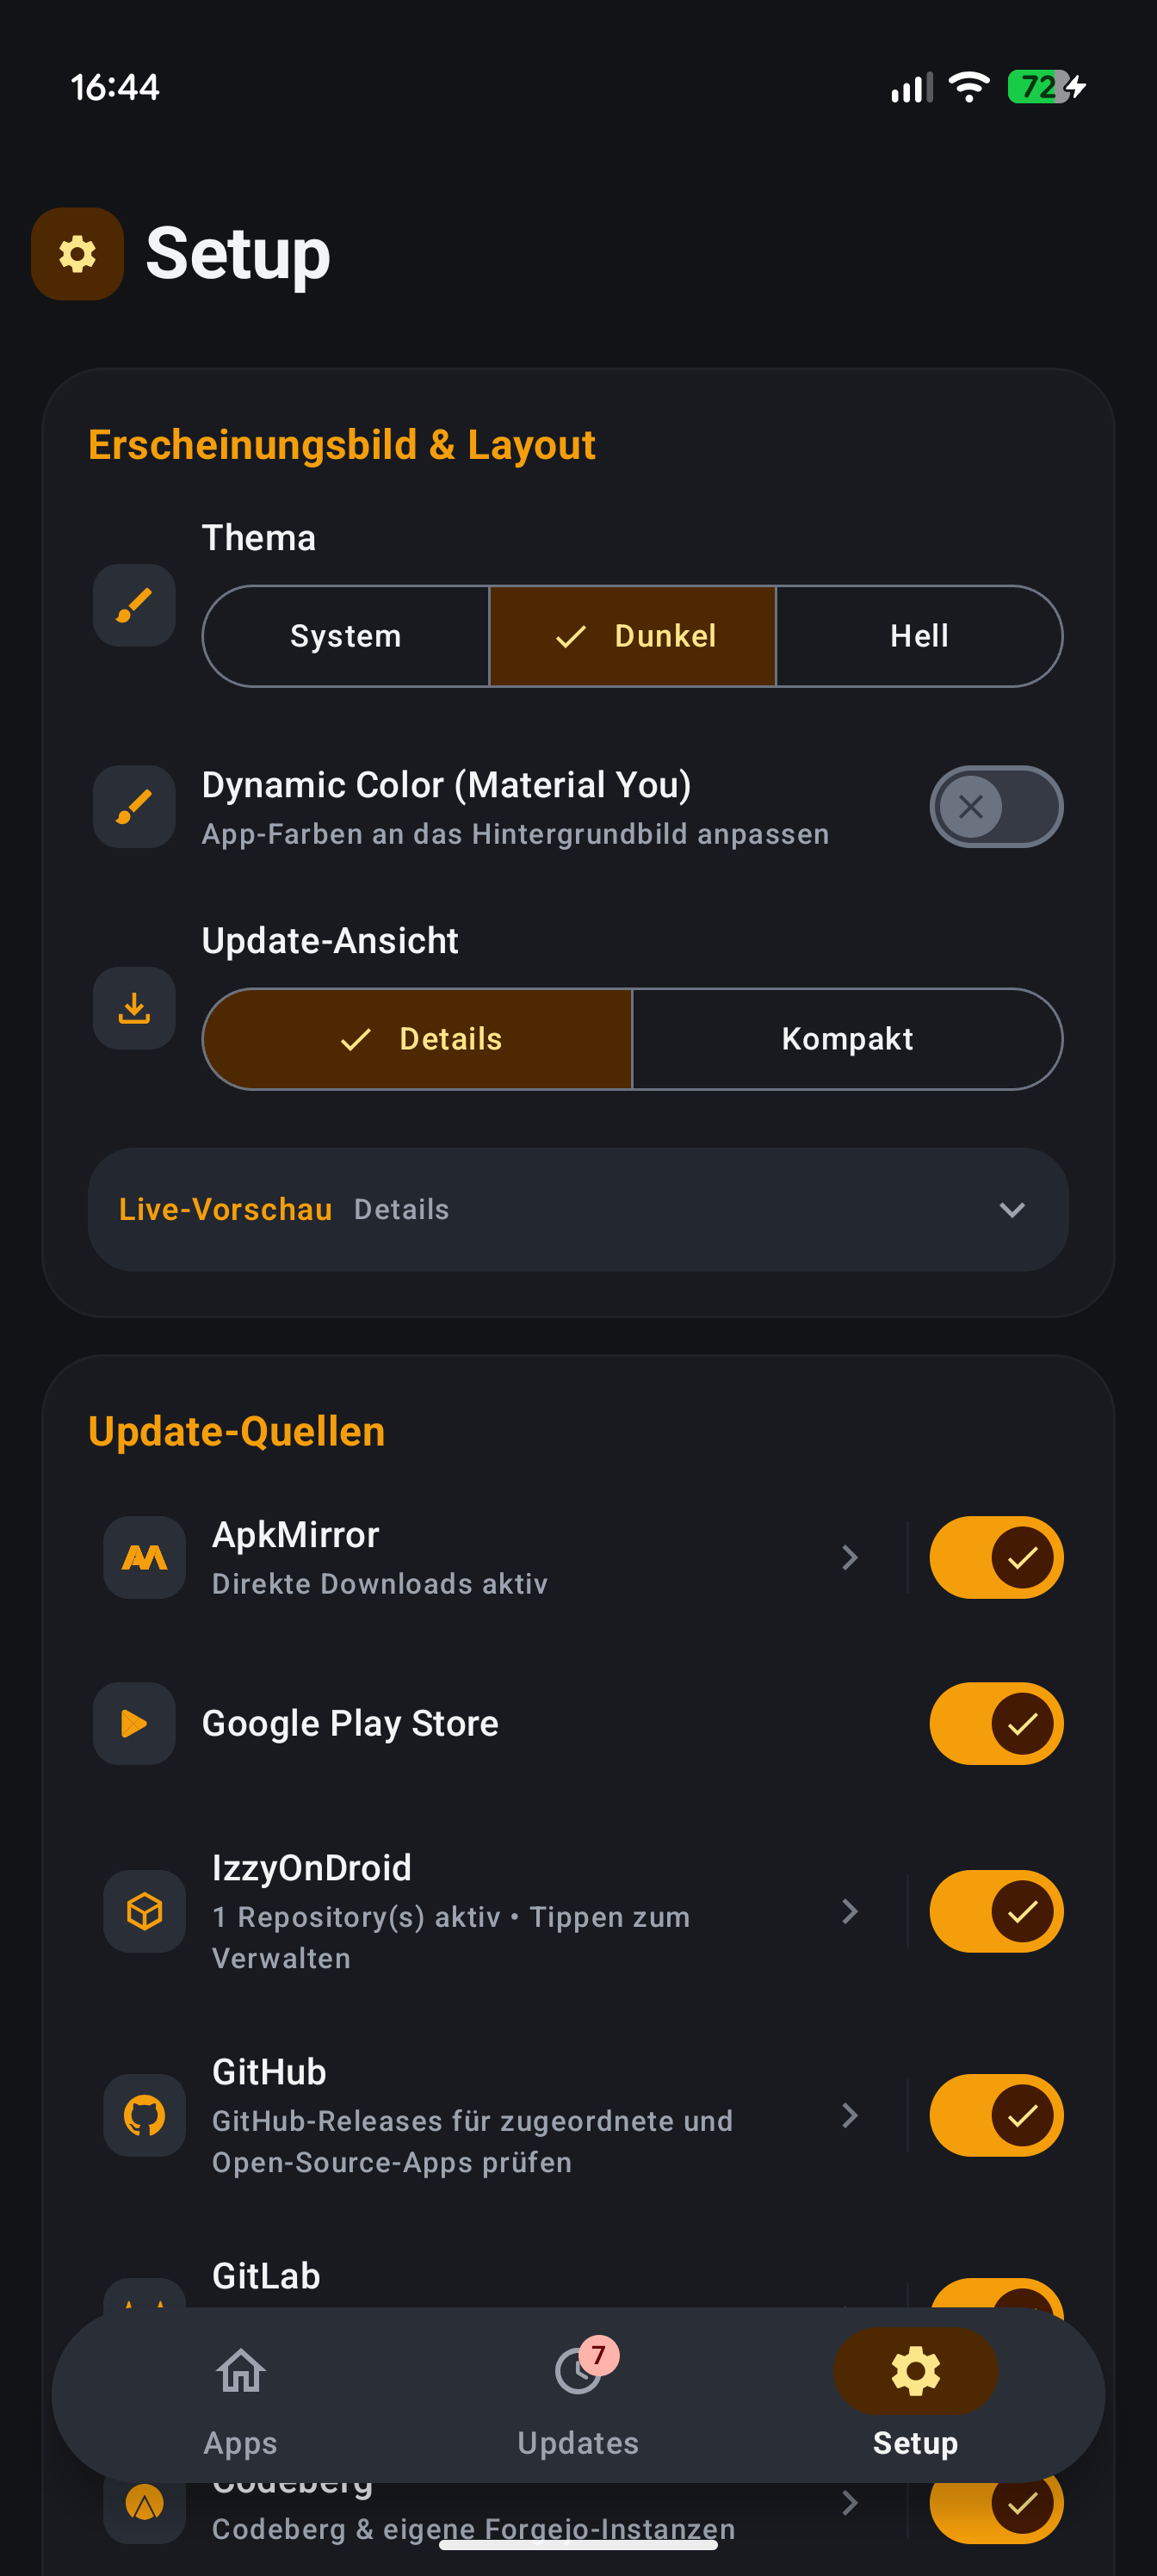 16:44
72
Setup
Erscheinungsbild & Layout
Thema
System
Dunkel
Hell
Dynamic Color (Material You)
App-Farben an das Hintergrundbild anpassen
Update-Ansicht
Details
Kompakt
Live-Vorschau Details
Update-Quellen
ApkMirror
Direkte Downloads aktiv
Google Play Store
IzzyOnDroid
1 Repository(s) aktiv • Tippen zum
Verwalten
GitHub
GitHub-Releases für zugeordnete und
Open-Source-Apps prüfen
GitLab
7
Apps
Updates
Setup
Codeberg
Codeberg & eigene Forgejo-Instanzen